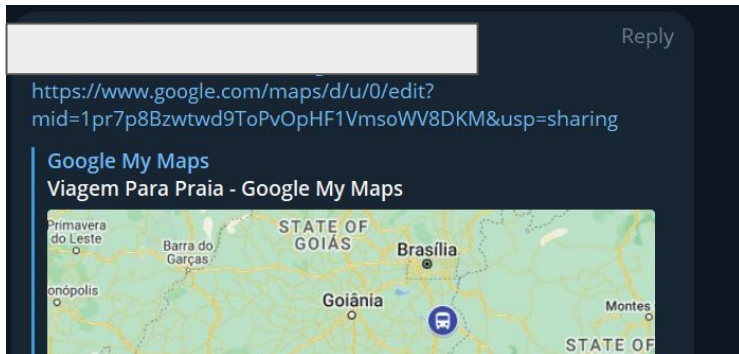 Reply
https://www.google.com/maps/d/u/0/edit?
mid=1pr7p8Bzwtwd9ToPvOpHF1VmsoWV8DKM&usp=sharing
Google My Maps
Viagem Para Praia - Google My Maps
Primavera
do Leste
Barra do
Garças
STATE OF
GOIÁS
Brasília
onópolis
Goiânia
Montes
STATE OF